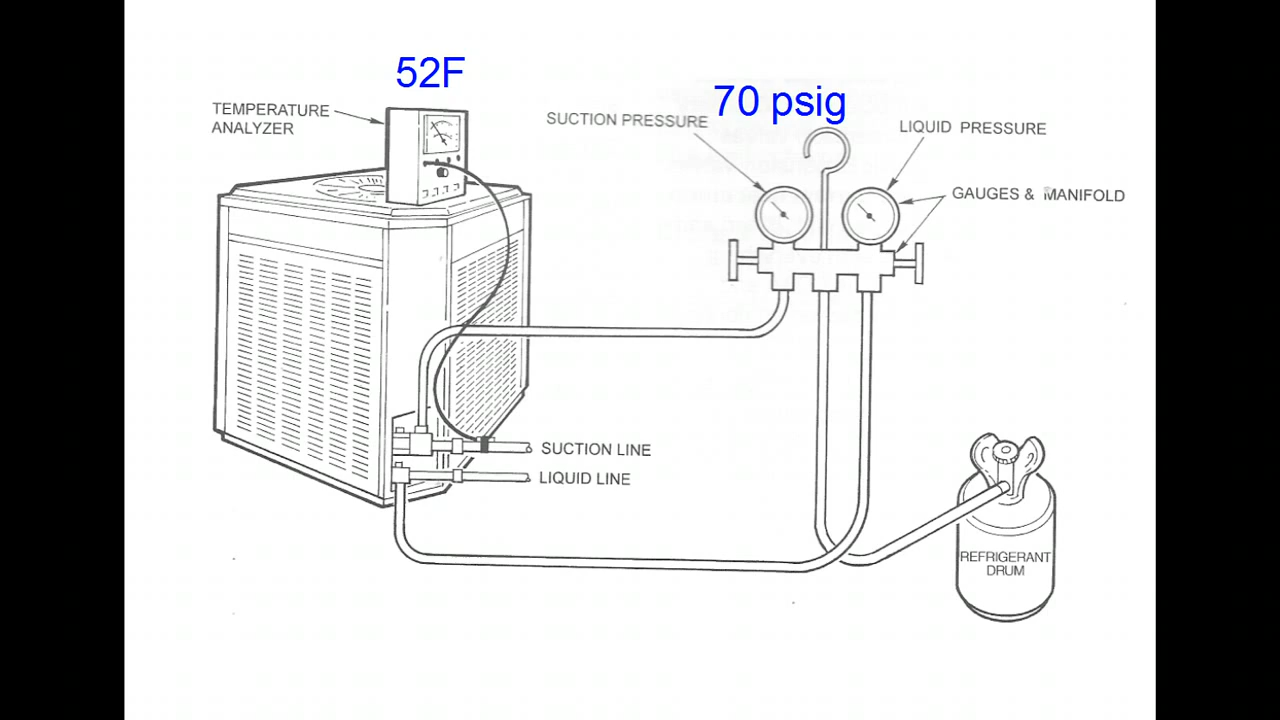 52F
70 psig
TEMPERATURE
ANALYZER
SUCTION PRESSURE
LIQUID PRESSURE
GAUGES & MANIFOLD
SUCTION LINE
LIQUID LINE
REFRIGERANT
DRUM